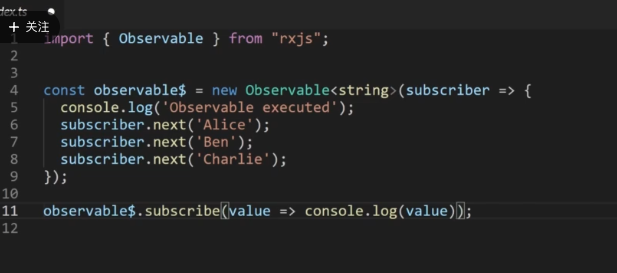 dex.ts
+ 关注
1 import { Observable } from "rxjs";
2
3
4 const observable$ = new Observable<string>(subscriber => {
5 console.log('Observable executed');
6 subscriber.next('Alice');
7 subscriber.next('Ben');
8 subscriber.next('Charlie');
9 });
10
11 observable$.subscribe(value => console.log(value));
12